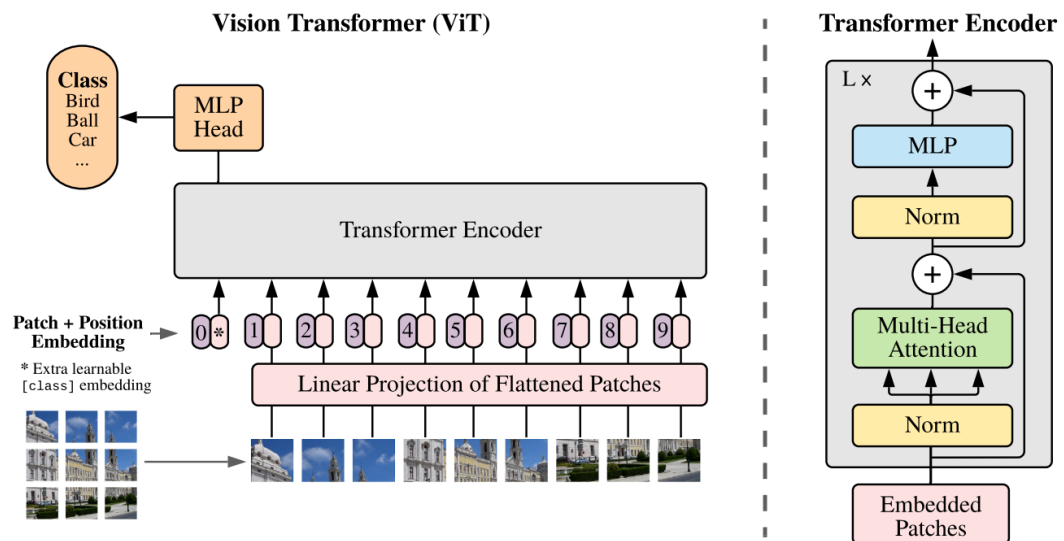 Vision Transformer (ViT)
Class
Bird
Ball
Car
...
MLP
Head
Transformer Encoder
Patch + Position
Embedding
0 * 1 2 3 4 5 6 7 8 9
* Extra learnable
[class] embedding
Linear Projection of Flattened Patches
Transformer Encoder
L ×
+
MLP
Norm
+
Multi-Head
Attention
Norm
Embedded
Patches